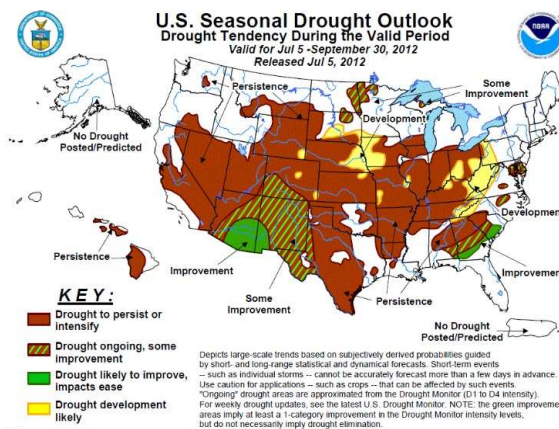 U.S. Seasonal Drought Outlook
Drought Tendency During the Valid Period
Valid for Jul 5 -September 30, 2012
Released Jul 5, 2012
NOAA
Persistence
Some
Improvement
Development
No Drought
Posted/Predicted
Development
Persistence
Improvement
Improvement
Some
Improvement
Persistence
No Drought
Posted/Predicted
KEY:
Drought to persist or
intensify
Drought ongoing, some
improvement
Drought likely to improve,
impacts ease
Drought development
likely
Depicts large-scale trends based on subjectively derived probabilities guided
by short- and long-range statistical and dynamical forecasts. Short-term events
-- such as individual storms -- cannot be accurately forecast more than a few days in advance.
Use caution for applications -- such as crops -- that can be affected by such events.
"Ongoing" drought areas are approximated from the Drought Monitor (D1 to D4 intensity).
For weekly drought updates, see the latest U.S. Drought Monitor. NOTE: the green improveme
areas imply at least a 1-category improvement in the Drought Monitor intensity levels,
but do not necessarily imply drought elimination.